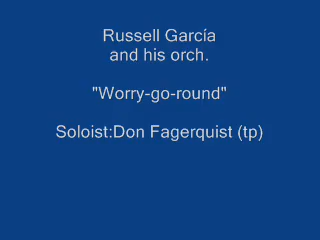 Russell García
and his orch.
"Worry-go-round"
Soloist:Don Fagerquist (tp)